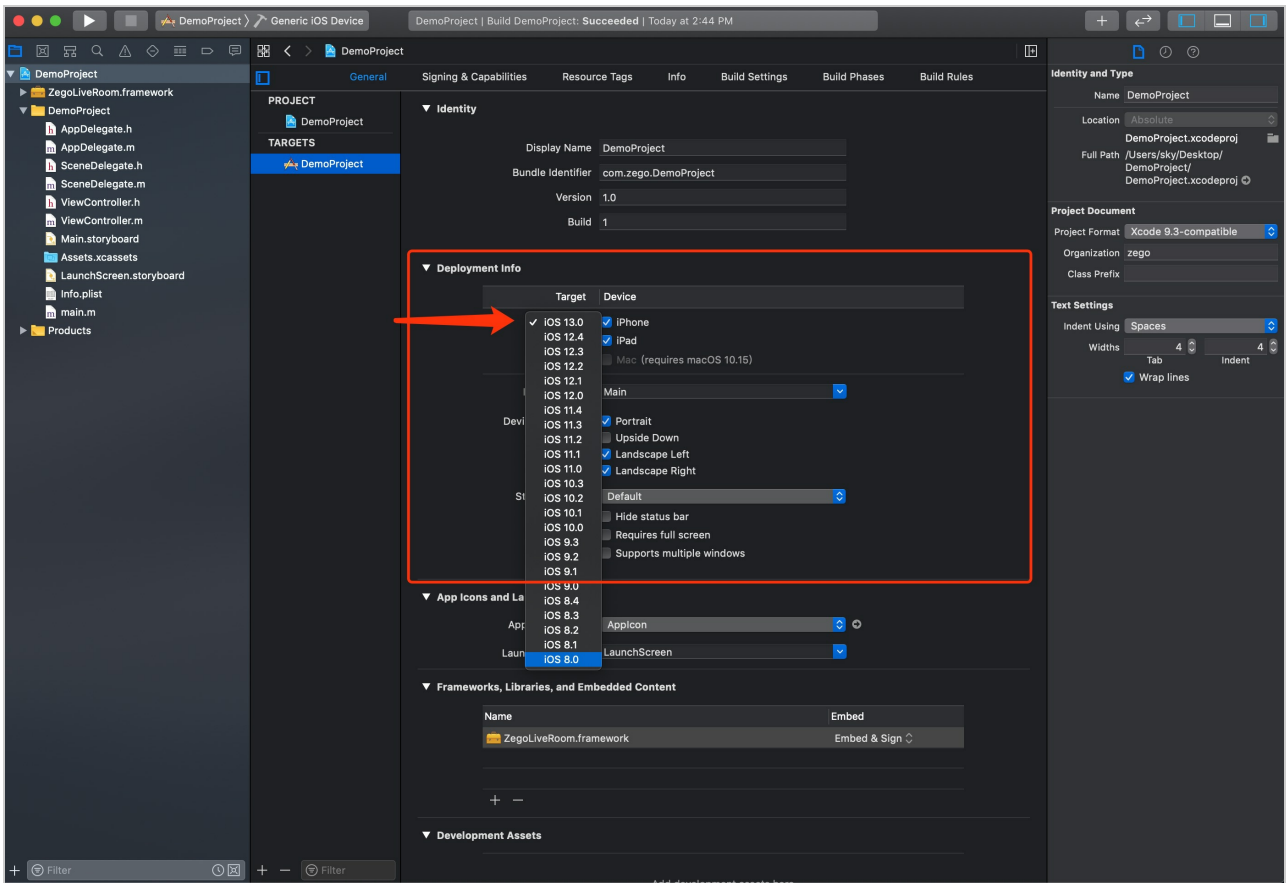 DemoProject Generic iOS Device
DemoProject | Build DemoProject: Succeeded | Today at 2:44 PM
DemoProject
ZegoLiveRoom.framework
DemoProject
h AppDelegate.h
m AppDelegate.m
h SceneDelegate.h
m SceneDelegate.m
h ViewController.h
m ViewController.m
Main.storyboard
Assets.xcassets
LaunchScreen.storyboard
Info.plist
m main.m
Products
Filter
DemoProject
General Signing & Capabilities Resource Tags Info Build Settings Build Phases Build Rules
PROJECT
DemoProject
TARGETS
DemoProject
Filter
Identity
Display Name DemoProject
Bundle Identifier com.zego.DemoProject
Version 1.0
Build 1
Deployment Info
Target Device
✓ iOS 13.0
iOS 12.4
iOS 12.3
iOS 12.2
iOS 12.1
iOS 12.0
iOS 11.4
iOS 11.3
iOS 11.2
iOS 11.1
iOS 11.0
iOS 10.3
iOS 10.2
iOS 10.1
iOS 10.0
iOS 9.3
iOS 9.2
iOS 9.1
iOS 9.0
iOS 8.4
iOS 8.3
iOS 8.2
iOS 8.1
iOS 8.0
iPhone
iPad
Mac (requires macOS 10.15)
Main
Devi
Portrait
Upside Down
Landscape Left
Landscape Right
St
Default
Hide status bar
Requires full screen
Supports multiple windows
App Icons and La
App
AppIcon
Laun
LaunchScreen
Frameworks, Libraries, and Embedded Content
Name Embed
ZegoLiveRoom.framework Embed & Sign
Development Assets
Add development assets here
Identity and Type
Name DemoProject
Location Absolute
DemoProject.xcodeproj
Full Path /Users/sky/Desktop/
DemoProject/
DemoProject.xcodeproj
Project Document
Project Format Xcode 9.3-compatible
Organization zego
Class Prefix
Text Settings
Indent Using Spaces
Widths 4 4
Tab Indent
Wrap lines